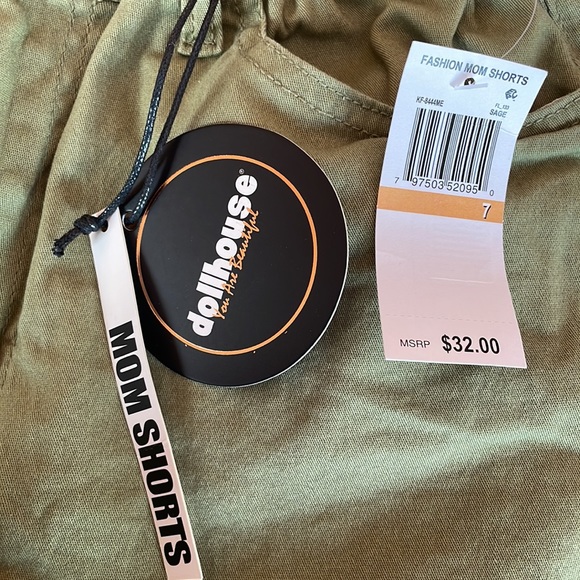 FASHION MOM SHORTS
KF-8444ME
SAGE
7 97503 52095 0
7
MSRP $32.00
dollhouse®
You Are Beautiful
MOM SHORTS